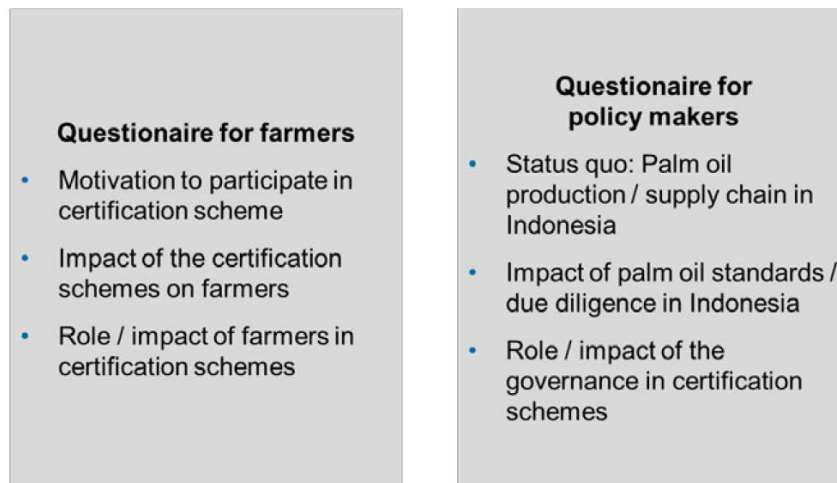 Questionaire for farmers
• Motivation to participate in
certification scheme
• Impact of the certification
schemes on farmers
• Role / impact of farmers in
certification schemes
Questionaire for
policy makers
• Status quo: Palm oil
production / supply chain in
Indonesia
• Impact of palm oil standards /
due diligence in Indonesia
• Role / impact of the
governance in certification
schemes